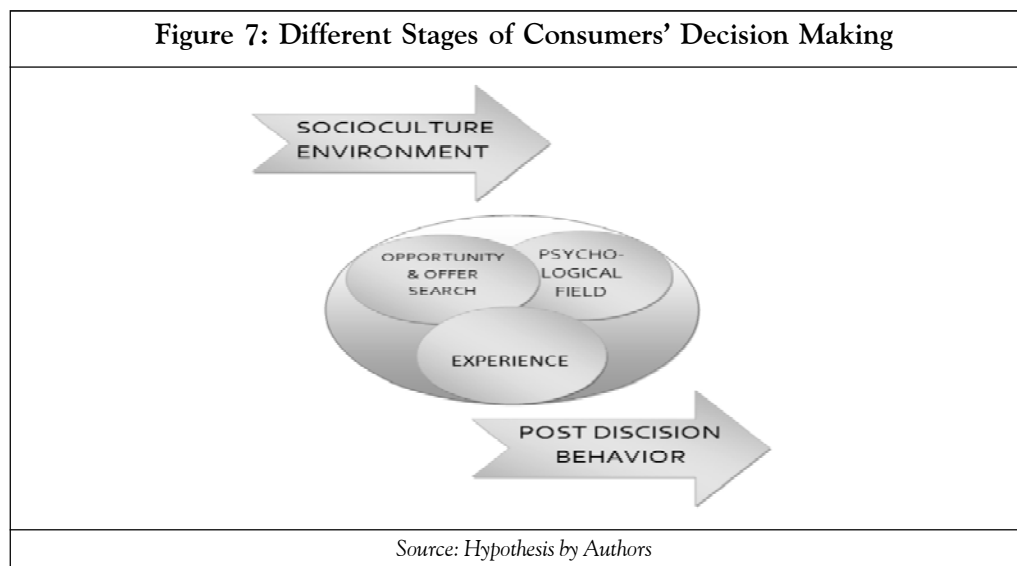 Figure 7: Different Stages of Consumers' Decision Making
SOCIOCULTURE
ENVIRONMENT
OPPORTUNITY
& OFFER
SEARCH
PSYCHO-
LOGICAL
FIELD
EXPERIENCE
POST DISCISION
BEHAVIOR
Source: Hypothesis by Authors